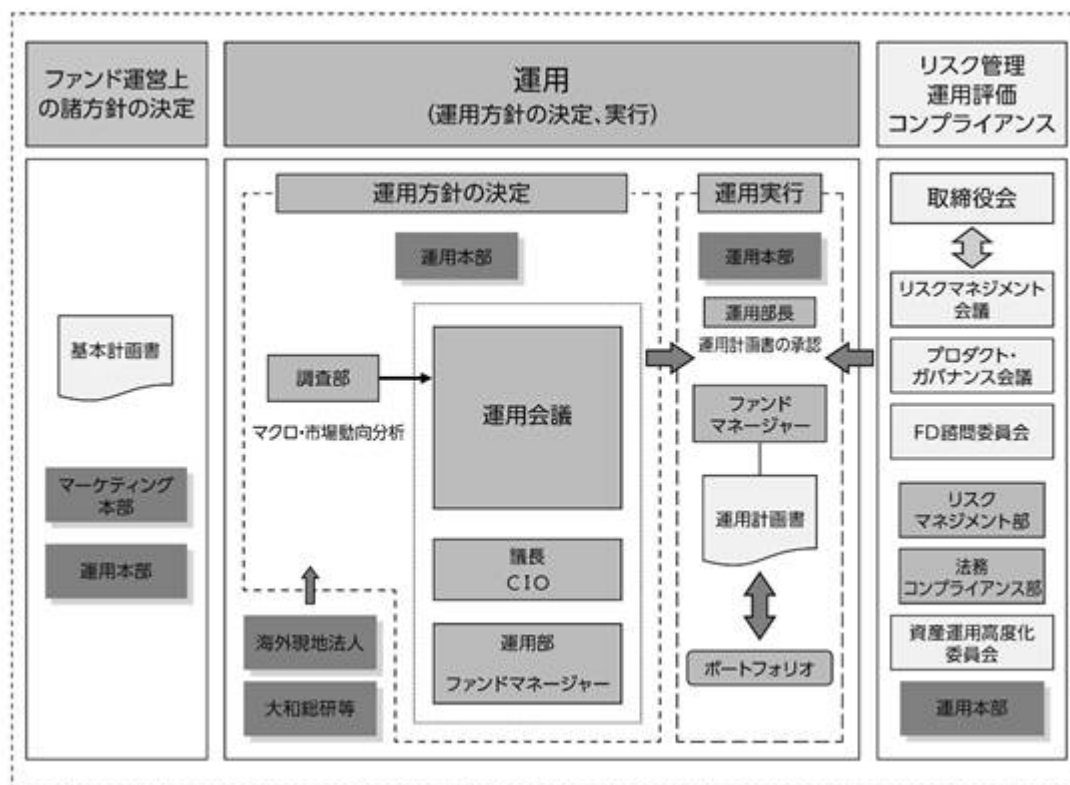 ファンド運営上
の諸方針の決定
運用
(運用方針の決定、実行)
リスク管理
運用評価
コンプライアンス
基本計画書
マーケティング
本部
運用本部
運用方針の決定
運用本部
調査部
マクロ・市場動向分析
運用会議
議長
CIO
運用部
ファンドマネージャー
海外現地法人
大和総研等
運用実行
運用本部
運用部長
運用計画書の承認
ファンド
マネージャー
運用計画書
ポートフォリオ
取締役会
リスクマネジメント
会議
プロダクト・
ガバナンス会議
FD諮問委員会
リスク
マネジメント部
法務
コンプライアンス部
資産運用高度化
委員会
運用本部